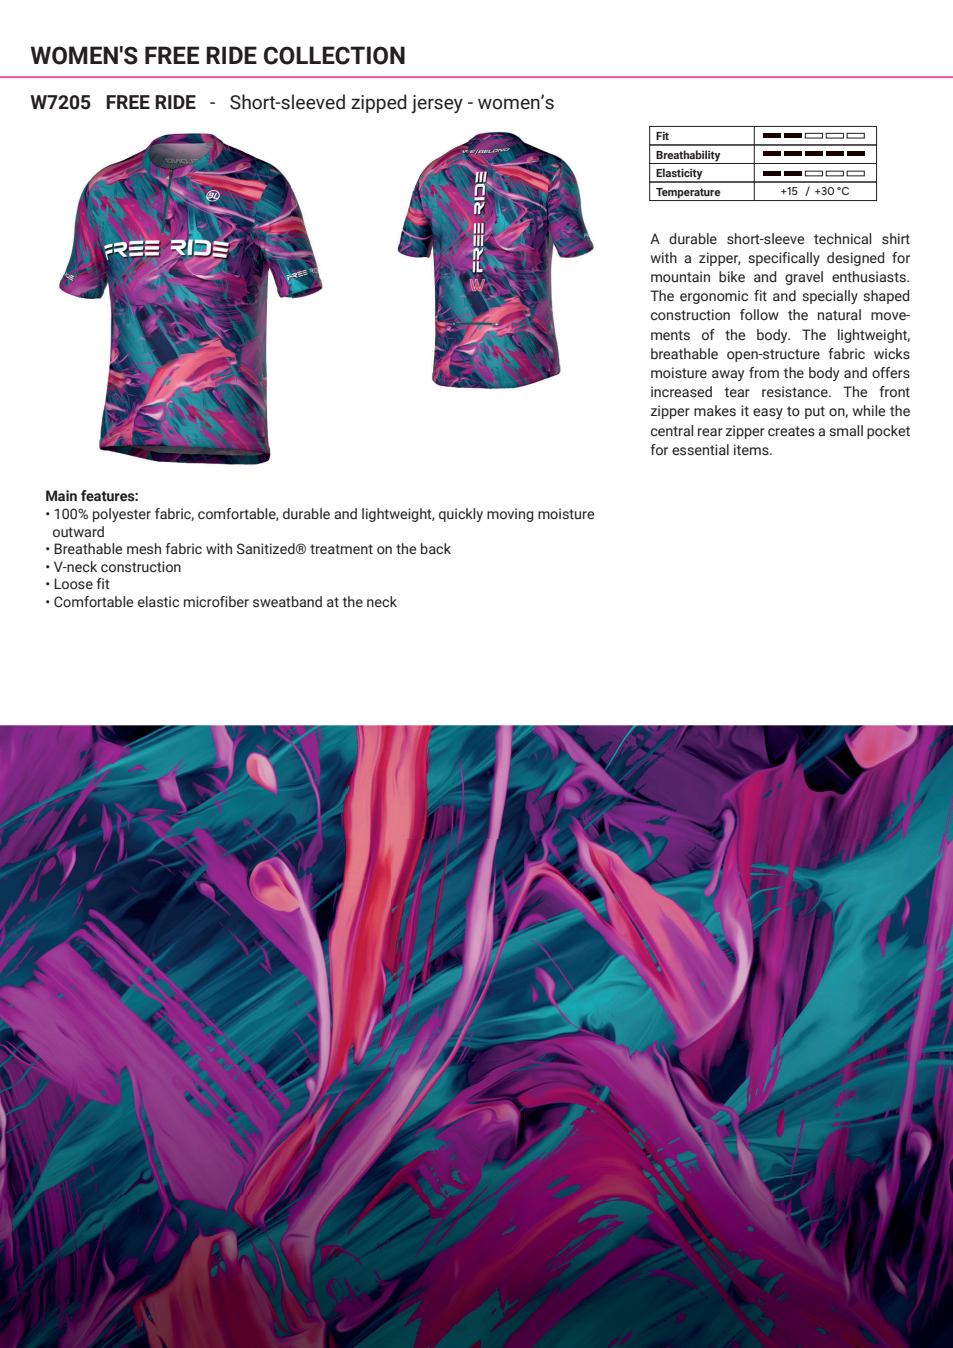 WOMEN'S FREE RIDE COLLECTION
W7205 FREE RIDE - Short-sleeved zipped jersey - women’s
FREE RIDE
WE/BELONG
FREE RIDE
W
Fit
Breathability
Elasticity
Temperature +15 / +30 °C
A durable short-sleeve technical shirt
with a zipper, specifically designed for
mountain bike and gravel enthusiasts.
The ergonomic fit and specially shaped
construction follow the natural move-
ments of the body. The lightweight,
breathable open-structure fabric wicks
moisture away from the body and offers
increased tear resistance. The front
zipper makes it easy to put on, while the
central rear zipper creates a small pocket
for essential items.
Main features:
• 100% polyester fabric, comfortable, durable and lightweight, quickly moving moisture
outward
• Breathable mesh fabric with Sanitized® treatment on the back
• V-neck construction
• Loose fit
• Comfortable elastic microfiber sweatband at the neck